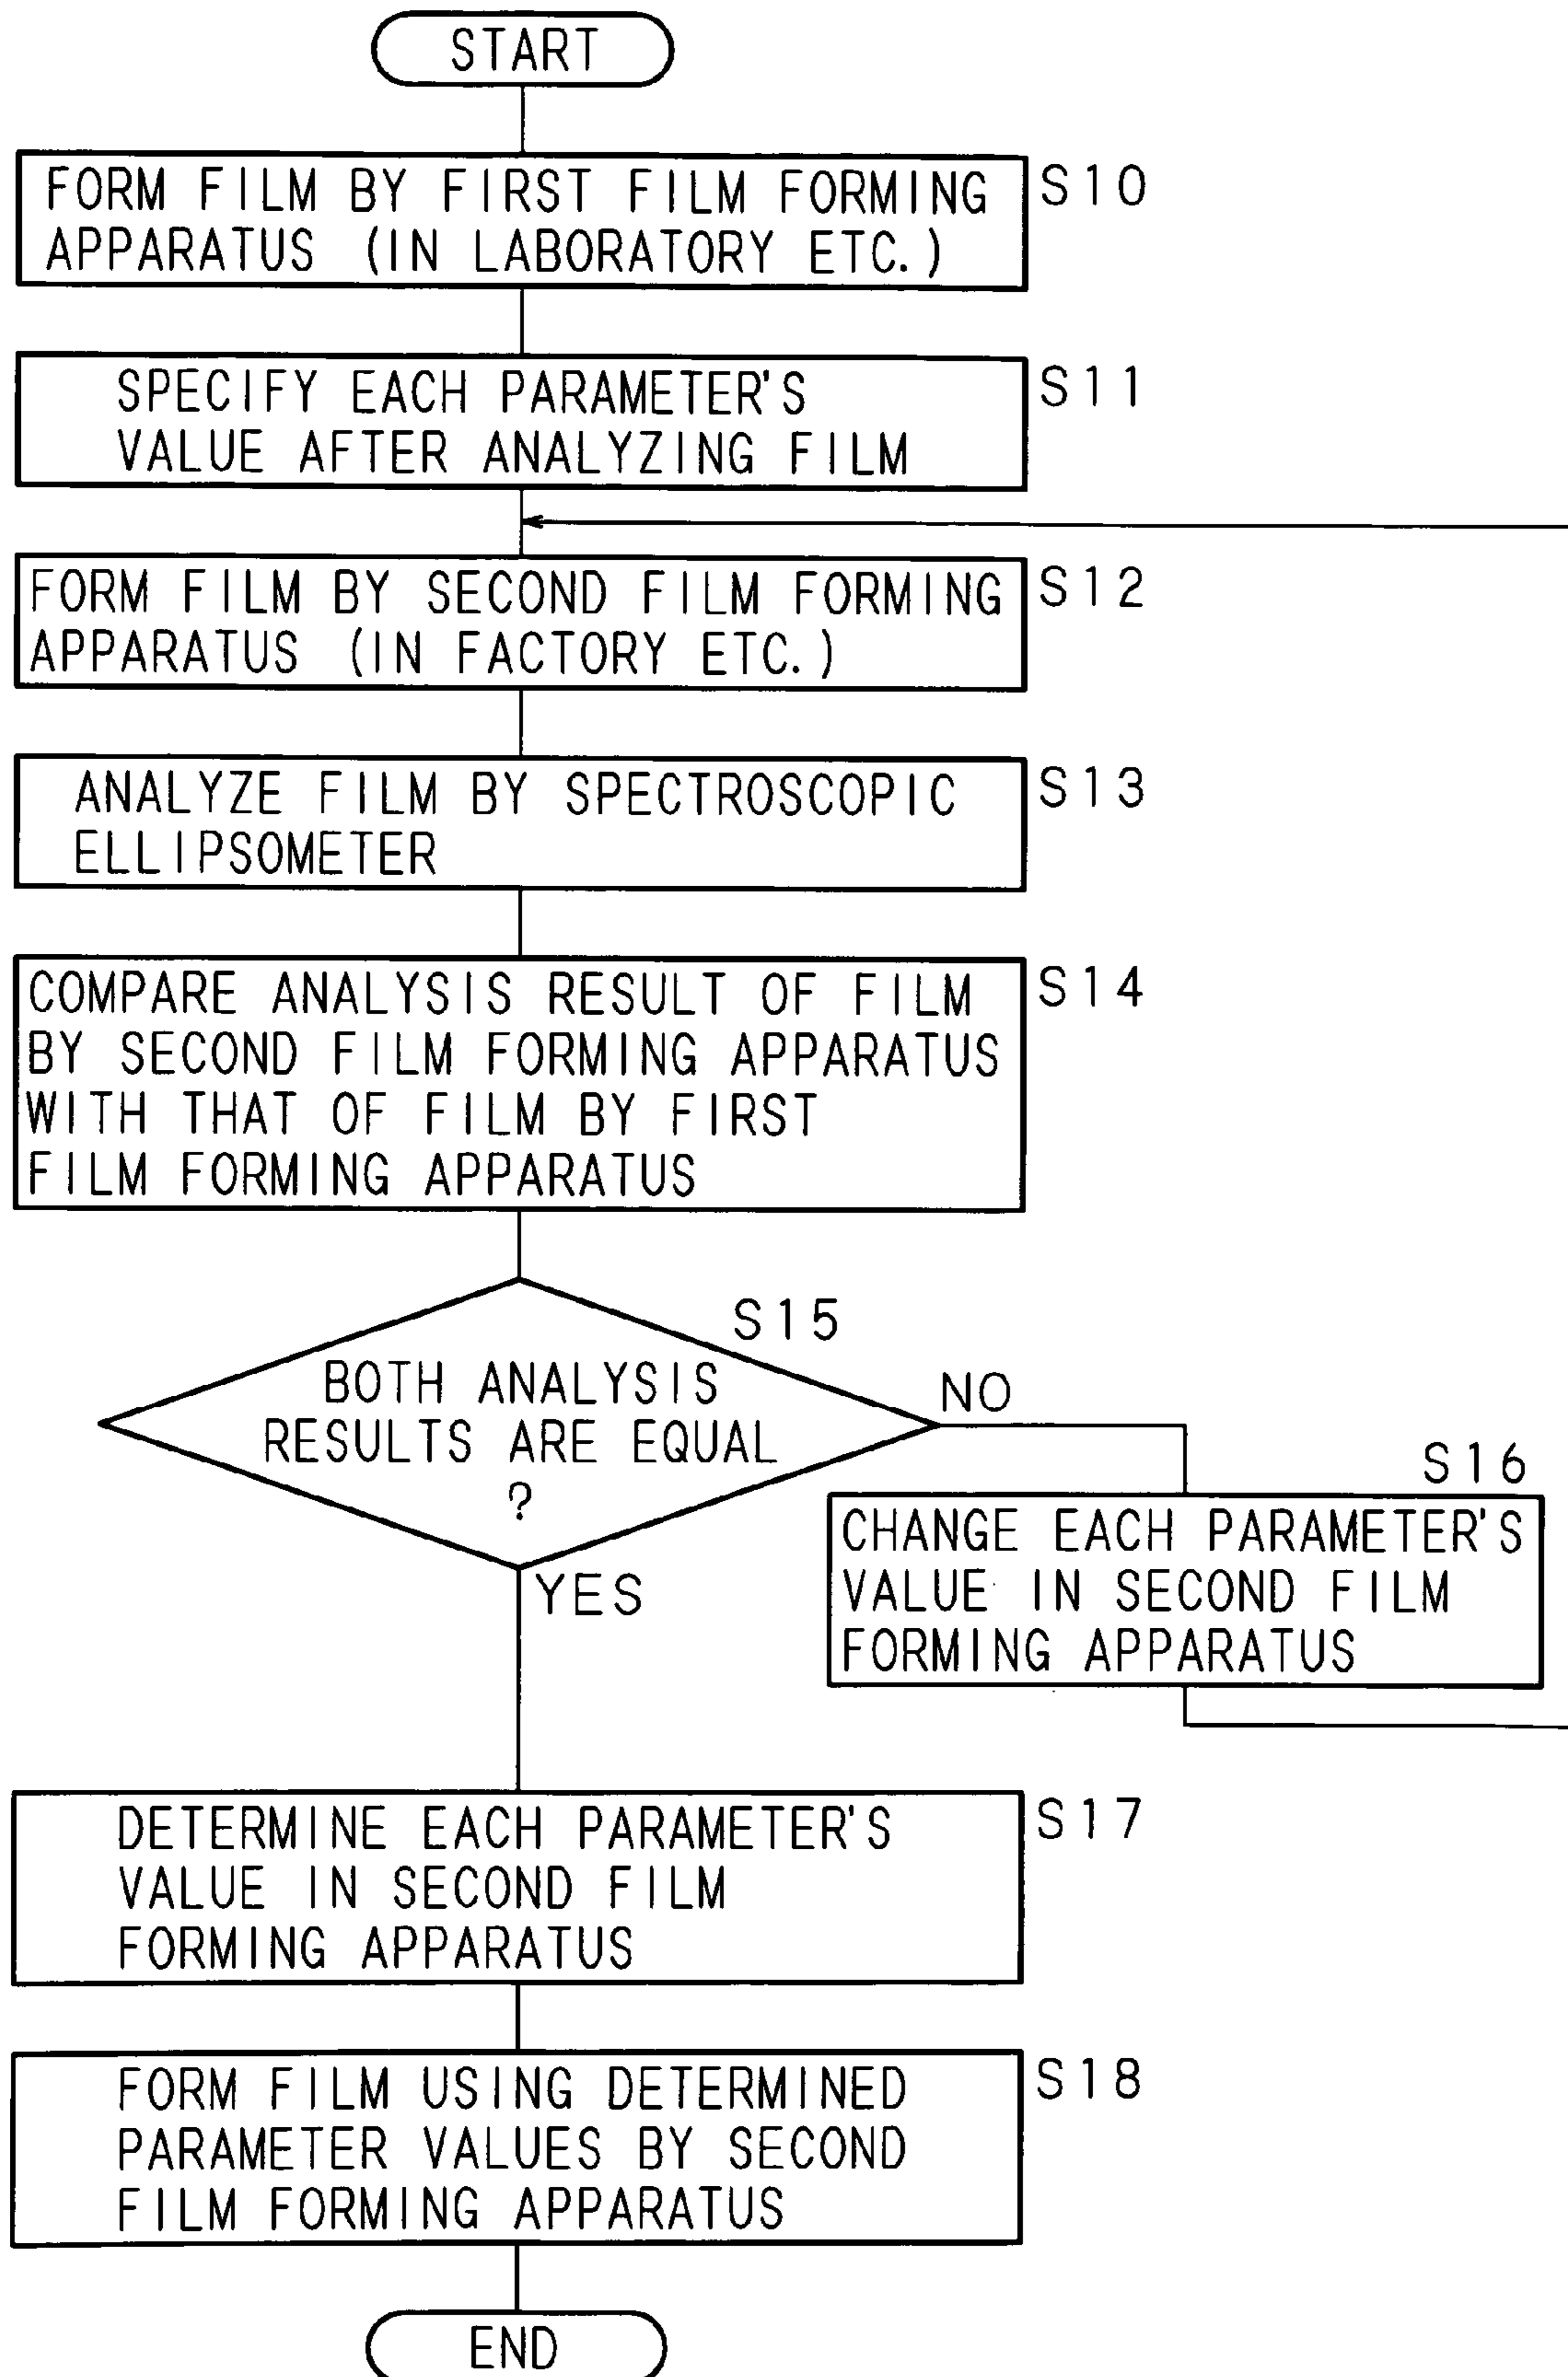 START
FORM FILM BY FIRST FILM FORMING
APPARATUS (IN LABORATORY ETC.)
S10
SPECIFY EACH PARAMETER'S
VALUE AFTER ANALYZING FILM
S11
FORM FILM BY SECOND FILM FORMING
APPARATUS (IN FACTORY ETC.)
S12
ANALYZE FILM BY SPECTROSCOPIC
ELLIPSOMETER
S13
COMPARE ANALYSIS RESULT OF FILM
BY SECOND FILM FORMING APPARATUS
WITH THAT OF FILM BY FIRST
FILM FORMING APPARATUS
S14
S15
BOTH ANALYSIS
RESULTS ARE EQUAL
?
NO
YES
S16
CHANGE EACH PARAMETER'S
VALUE IN SECOND FILM
FORMING APPARATUS
DETERMINE EACH PARAMETER'S
VALUE IN SECOND FILM
FORMING APPARATUS
S17
FORM FILM USING DETERMINED
PARAMETER VALUES BY SECOND
FILM FORMING APPARATUS
S18
END